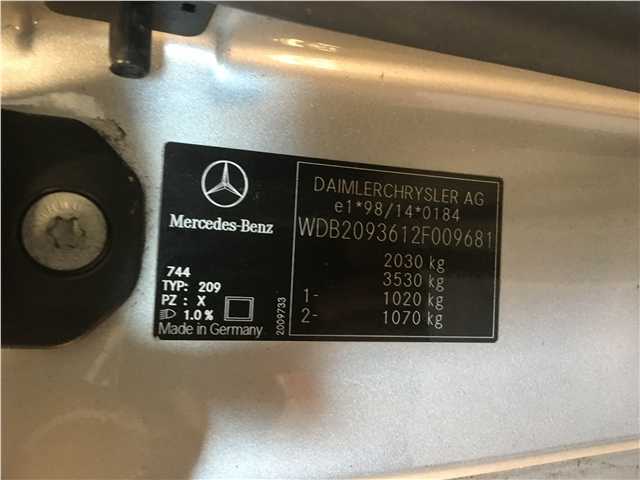 Mercedes-Benz
DAIMLERCHRYSLER AG
e1*98/14*0184
WDB2093612F009681
2030 kg
3530 kg
1- 1020 kg
2- 1070 kg
744
TYP: 209
PZ : X
1.0 %
Made in Germany
2009733